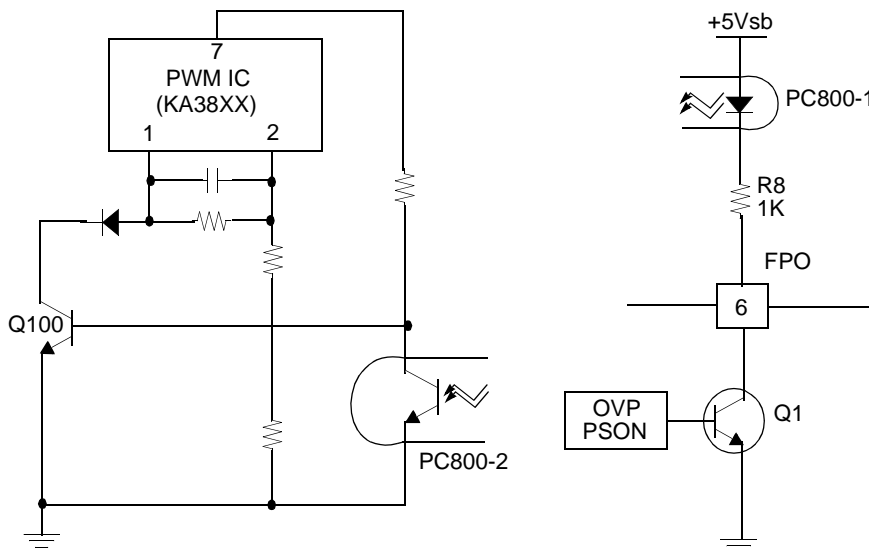 7
PWM IC
(KA38XX)
1 2
Q100
PC800-2
+5Vsb
PC800-1
R8
1K
FPO
6
OVP
PSON
Q1